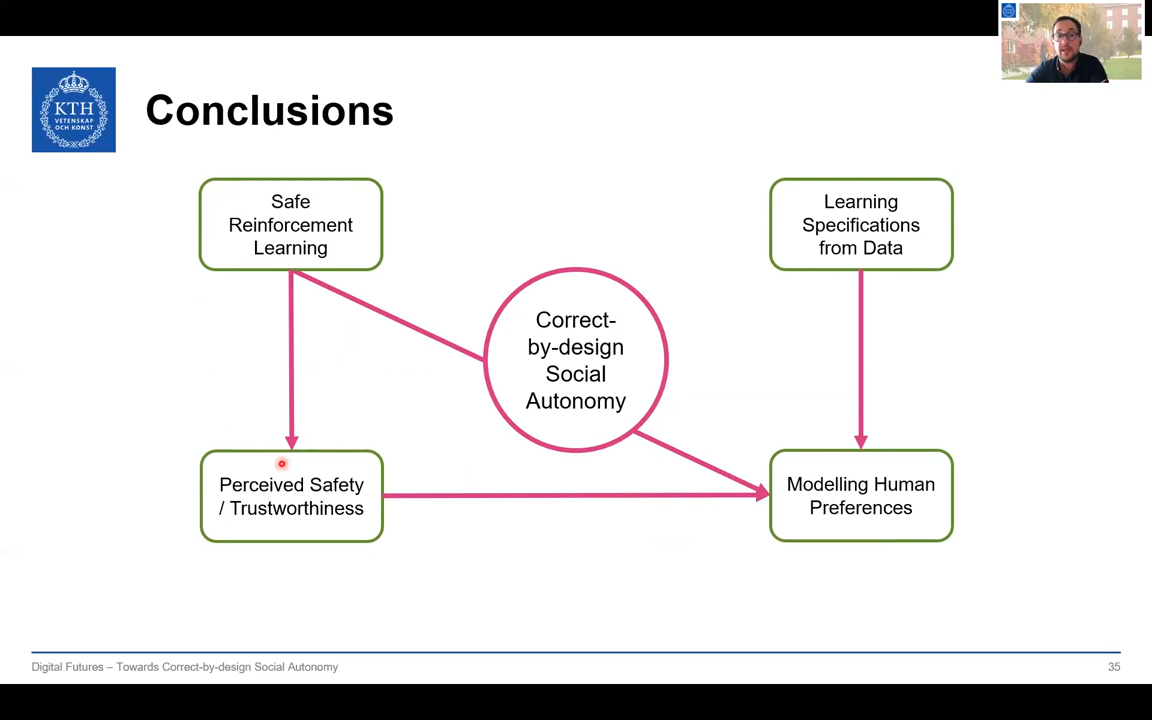 KTH
VETENSKAP
OCH KONST
Conclusions
Safe
Reinforcement
Learning
Learning
Specifications
from Data
Correct-
by-design
Social
Autonomy
Perceived Safety
/ Trustworthiness
Modelling Human
Preferences
Digital Futures – Towards Correct-by-design Social Autonomy
35